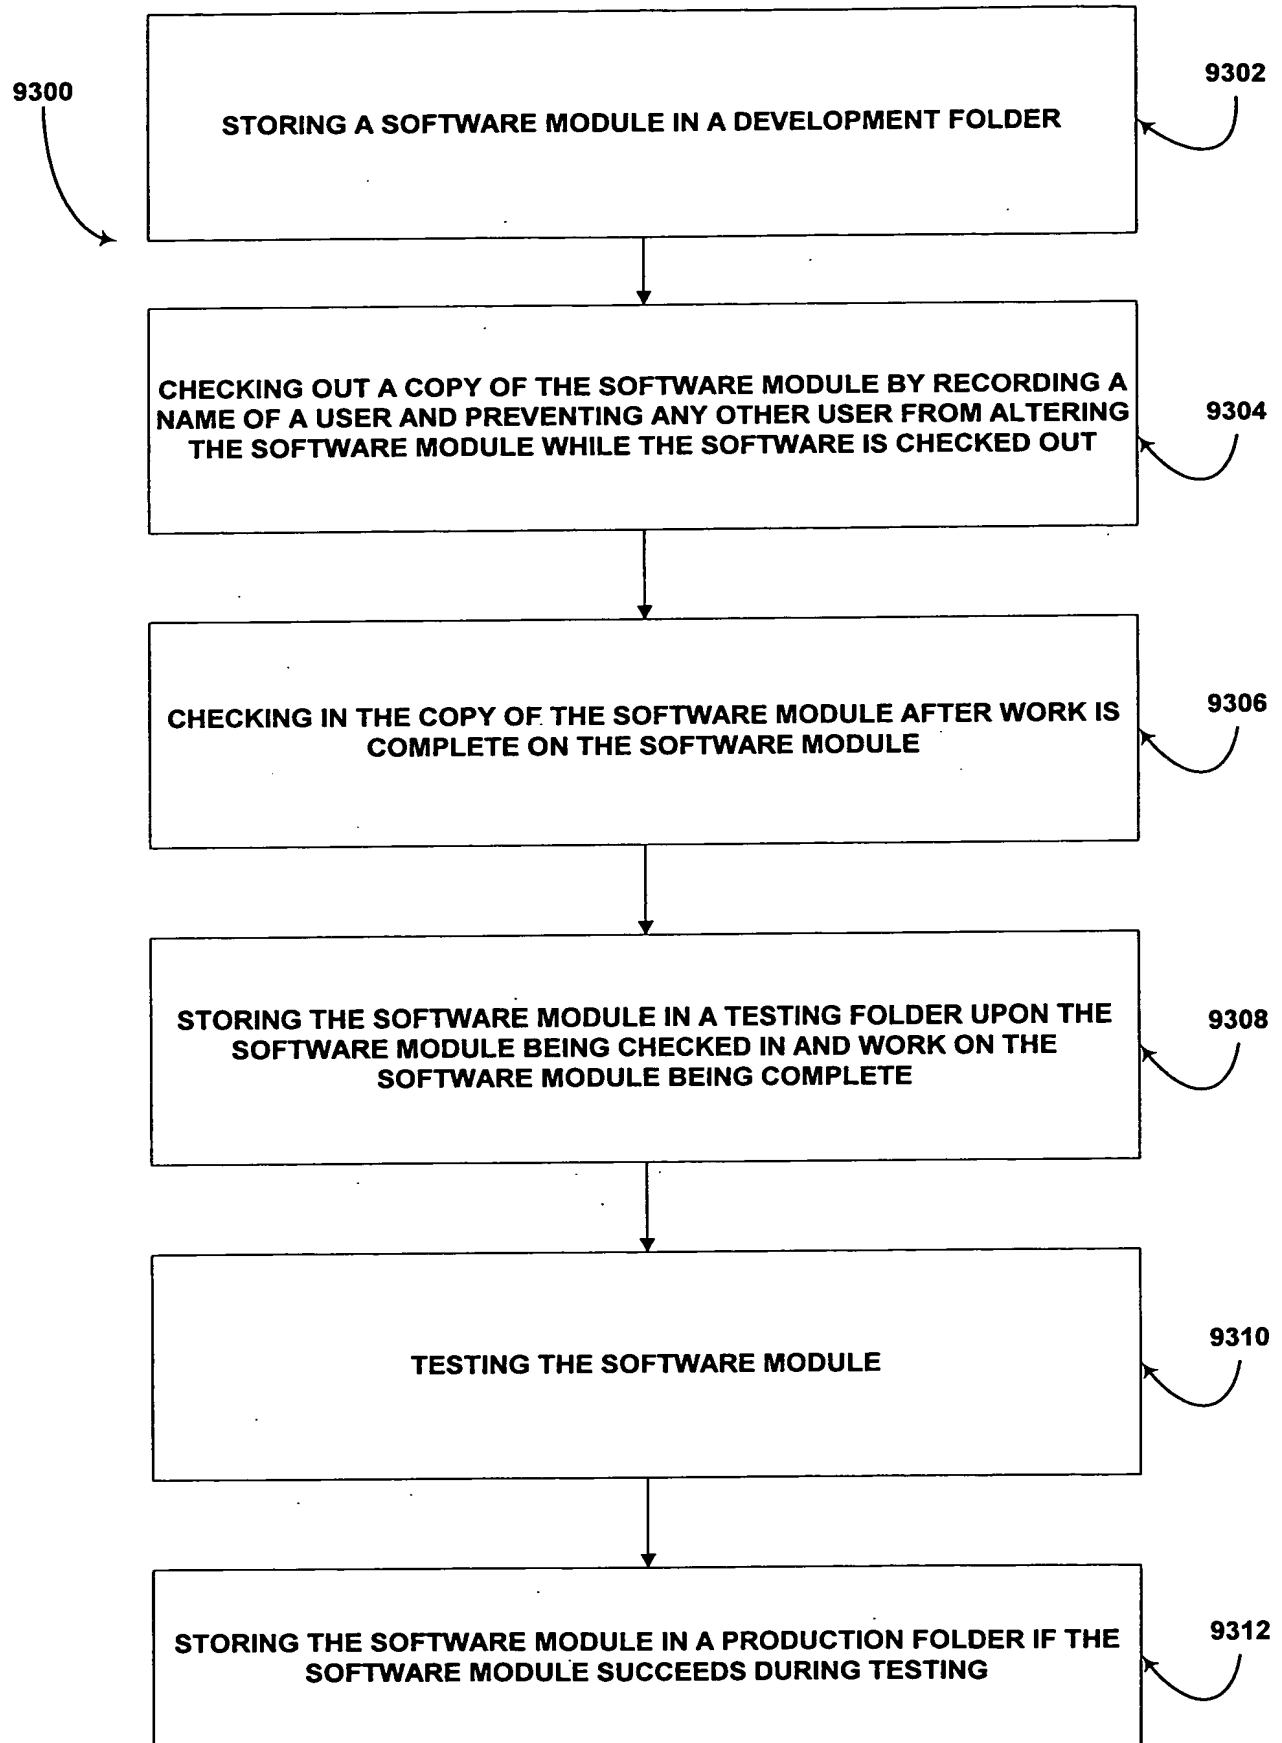 9300
9302
STORING A SOFTWARE MODULE IN A DEVELOPMENT FOLDER
9304
CHECKING OUT A COPY OF THE SOFTWARE MODULE BY RECORDING A
NAME OF A USER AND PREVENTING ANY OTHER USER FROM ALTERING
THE SOFTWARE MODULE WHILE THE SOFTWARE IS CHECKED OUT
9306
CHECKING IN THE COPY OF THE SOFTWARE MODULE AFTER WORK IS
COMPLETE ON THE SOFTWARE MODULE
9308
STORING THE SOFTWARE MODULE IN A TESTING FOLDER UPON THE
SOFTWARE MODULE BEING CHECKED IN AND WORK ON THE
SOFTWARE MODULE BEING COMPLETE
9310
TESTING THE SOFTWARE MODULE
9312
STORING THE SOFTWARE MODULE IN A PRODUCTION FOLDER IF THE
SOFTWARE MODULE SUCCEEDS DURING TESTING